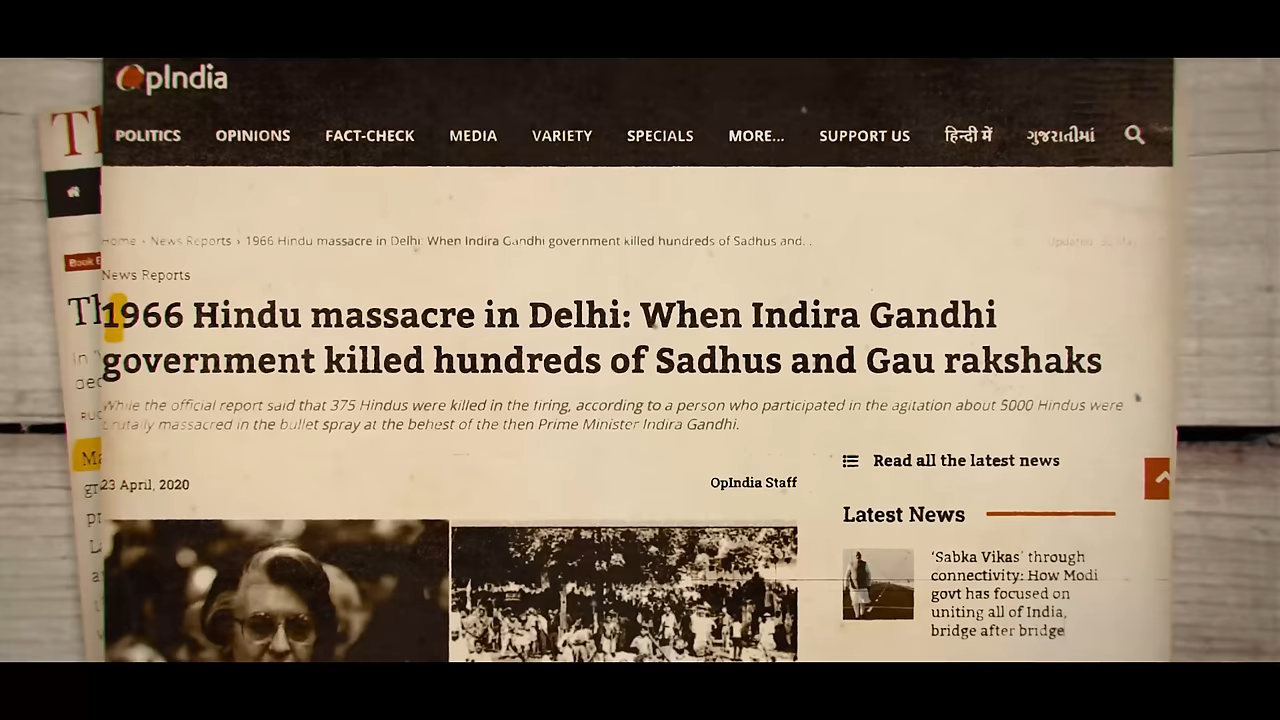 OpIndia
POLITICS OPINIONS FACT-CHECK MEDIA VARIETY SPECIALS MORE... SUPPORT US हिन्दी में ગુજરાતીમાં
Home › News Reports › 1966 Hindu massacre in Delhi: When Indira Gandhi government killed hundreds of Sadhus and...
News Reports
1966 Hindu massacre in Delhi: When Indira Gandhi
government killed hundreds of Sadhus and Gau rakshaks
While the official report said that 375 Hindus were killed in the firing, according to a person who participated in the agitation about 5000 Hindus were
brutally massacred in the bullet spray at the behest of the then Prime Minister Indira Gandhi.
23 April, 2020
OpIndia Staff
Read all the latest news
Latest News
‘Sabka Vikas’ through
connectivity: How Modi
govt has focused on
uniting all of India,
bridge after bridge
Book
In